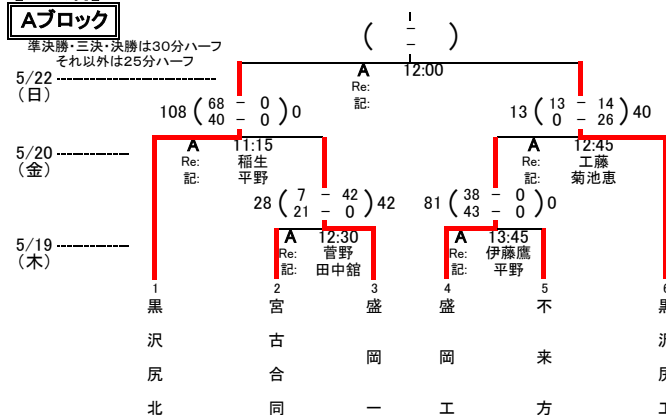 Aブロック
準決勝・三決・決勝は30分ハーフ
それ以外は25分ハーフ
( - - )
A 12:00
Re:
記:
5/22
(日)
108 ( 68 - 0 ) 0
40 - 0
13 ( 13 - 14 ) 40
0 - 26
A 11:15
Re: 稲生
記: 平野
A 12:45
Re: 工藤
記: 菊池恵
5/20
(金)
28 ( 7 - 42 ) 42
21 - 0
81 ( 38 - 0 ) 0
43 - 0
A 12:30
Re: 菅野
記: 田中舘
A 13:45
Re: 伊藤鷹
記: 平野
5/19
(木)
1 2 3 4 5 6
黒沢尻北
宮古合同
盛岡一
盛岡工
不来方
黒沢尻工